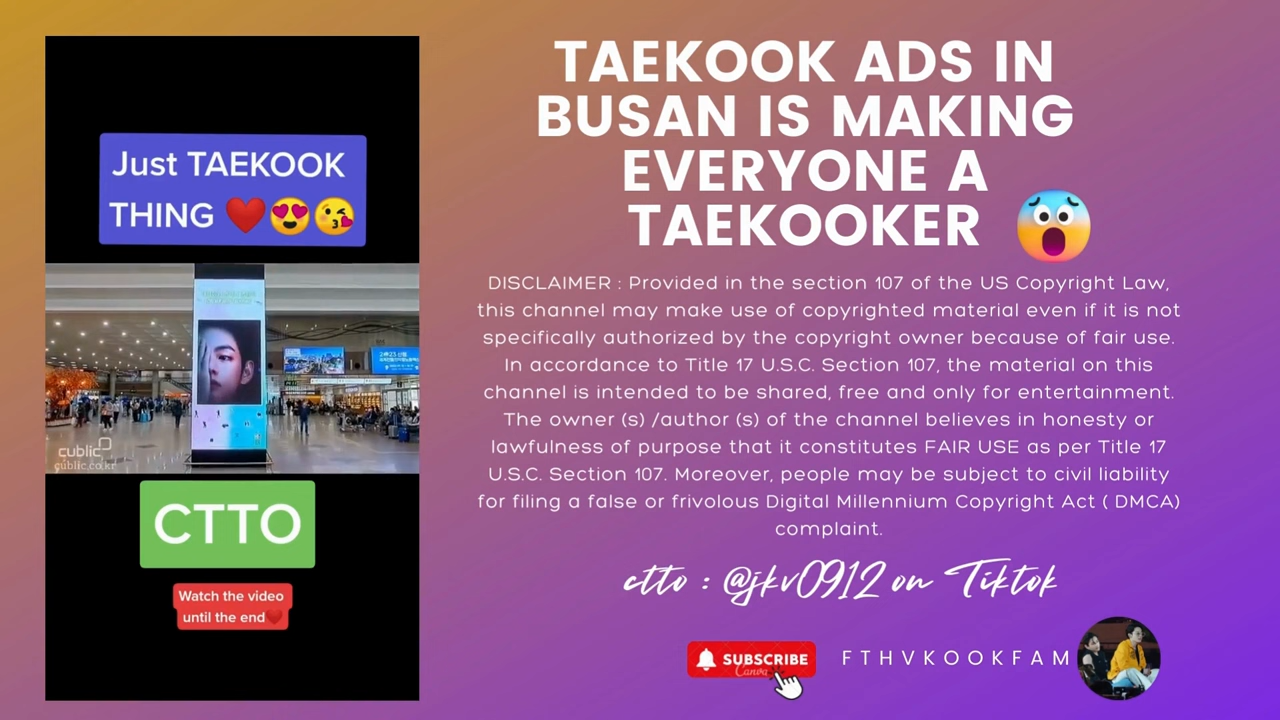 Just TAEKOOK
THING ❤️😍😘
cublic
cublic.co.kr
CTTO
Watch the video
until the end❤️
TAEKOOK ADS IN
BUSAN IS MAKING
EVERYONE A
TAEKOOKER 😨
DISCLAIMER : Provided in the section 107 of the US Copyright Law,
this channel may make use of copyrighted material even if it is not
specifically authorized by the copyright owner because of fair use.
In accordance to Title 17 U.S.C. Section 107, the material on this
channel is intended to be shared, free and only for entertainment.
The owner (s) /author (s) of the channel believes in honesty or
lawfulness of purpose that it constitutes FAIR USE as per Title 17
U.S.C. Section 107. Moreover, people may be subject to civil liability
for filing a false or frivolous Digital Millennium Copyright Act ( DMCA)
complaint.
ctto : @jkv0912 on Tiktok
SUBSCRIBE
Canva
FTHVKOOKFAM